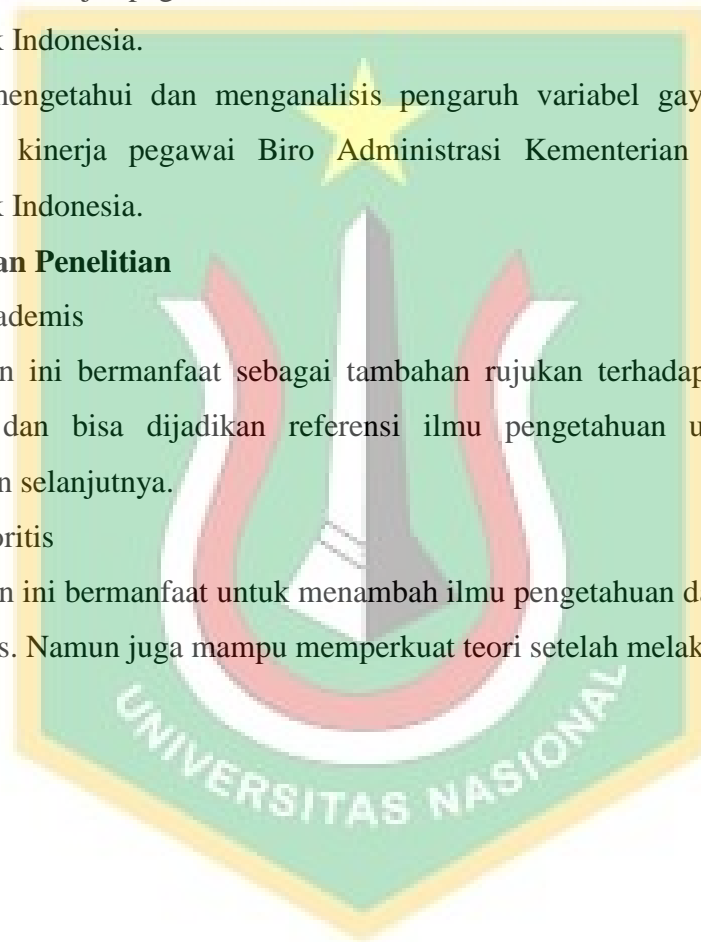 k Indonesia.
mengetahui dan menganalisis pengaruh variabel gay
kinerja pegawai Biro Administrasi Kementerian
k Indonesia.
an Penelitian
ademis
n ini bermanfaat sebagai tambahan rujukan terhadap
dan bisa dijadikan referensi ilmu pengetahuan u
n selanjutnya.
oritis
n ini bermanfaat untuk menambah ilmu pengetahuan da
s. Namun juga mampu memperkuat teori setelah melak
UNIVERSITAS NASIONAL